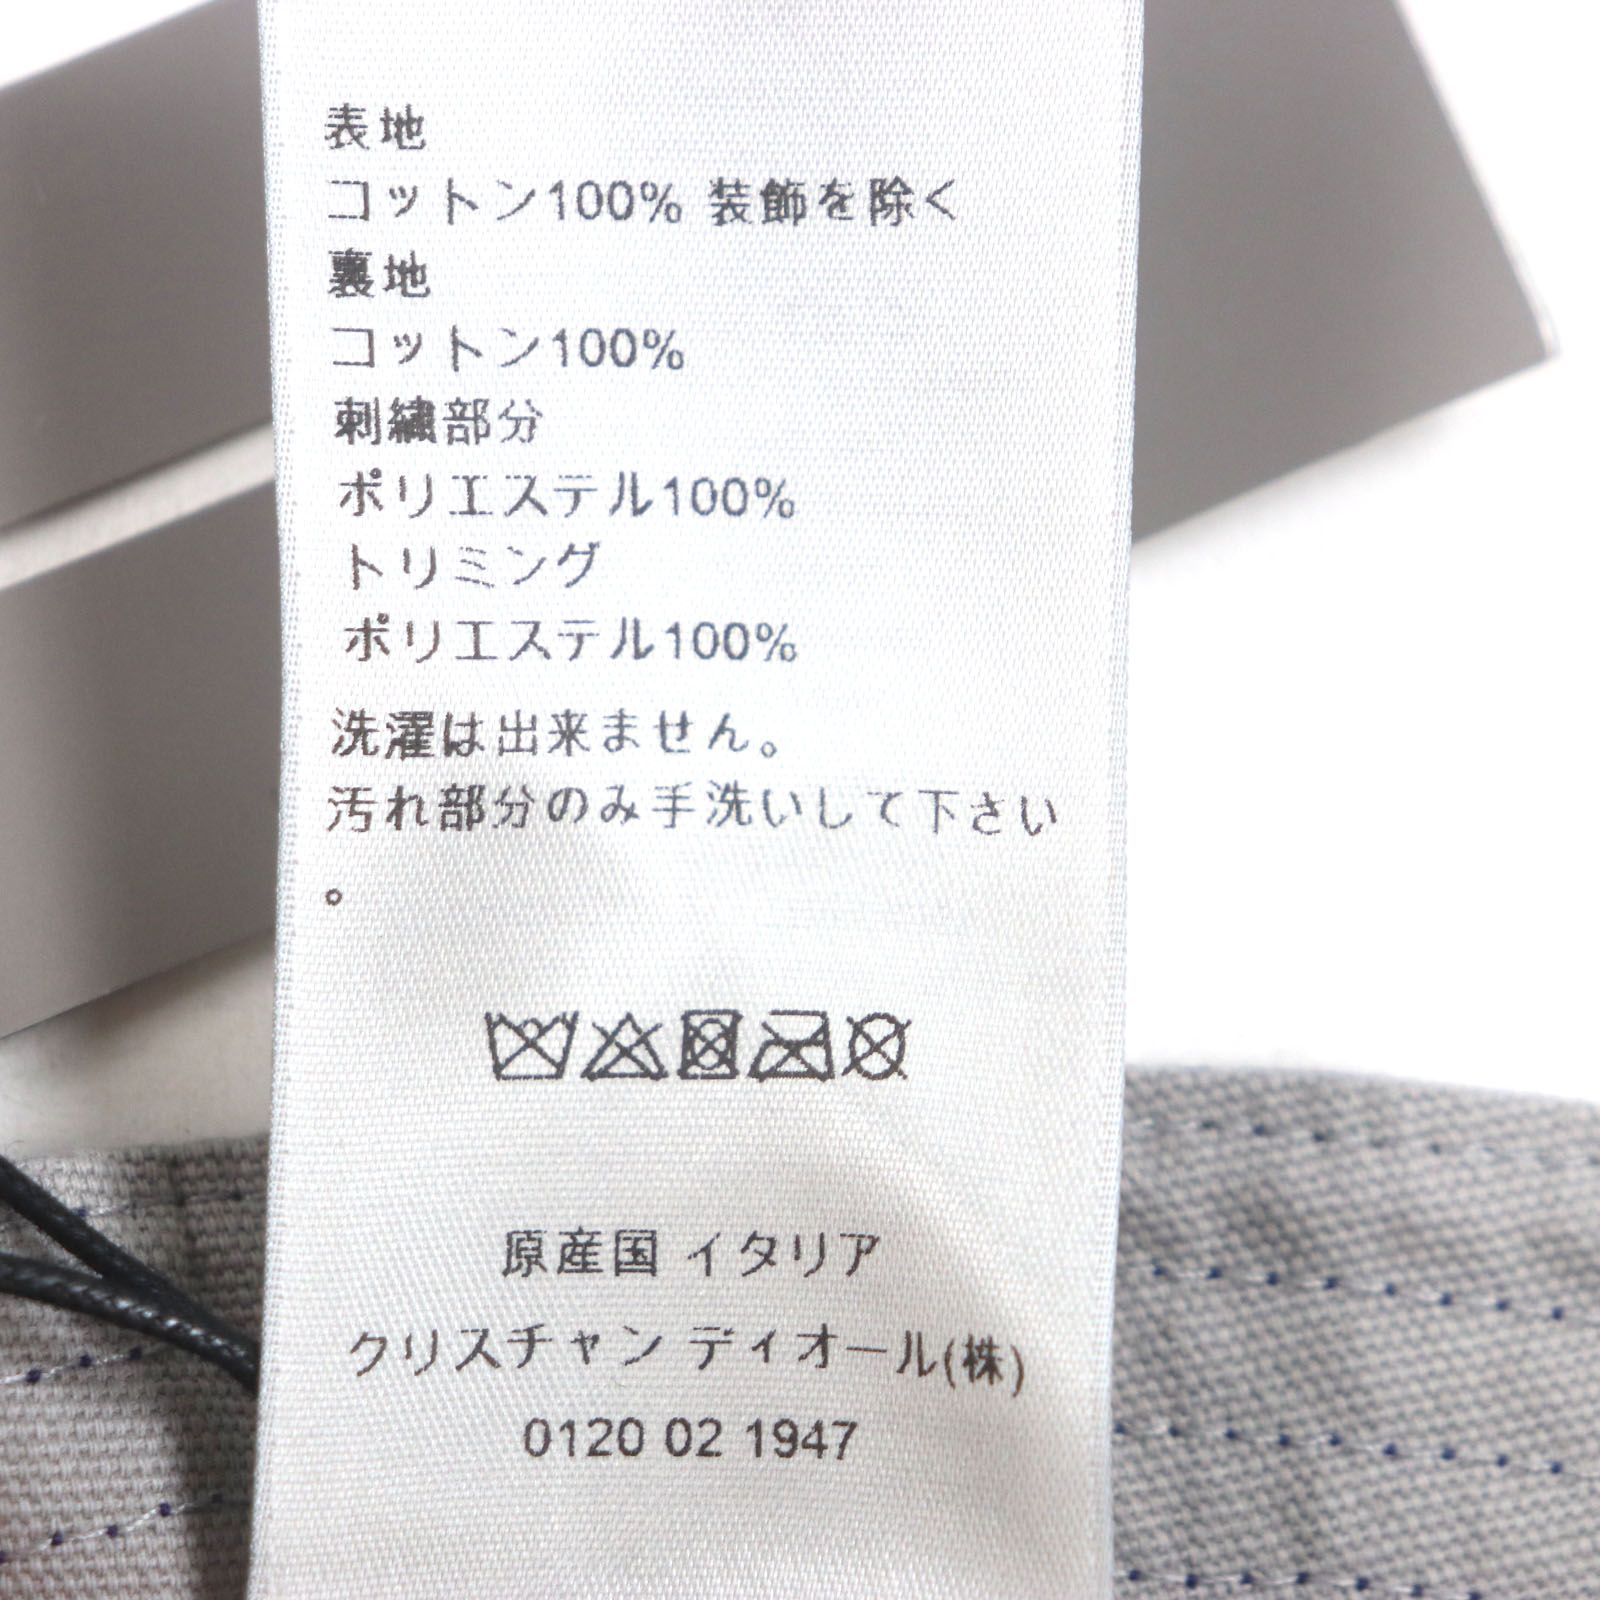 表地
コットン100% 装飾を除く
裏地
コットン100%
刺繍部分
ポリエステル100%
トリミング
ポリエステル100%
洗濯は出来ません。
汚れ部分のみ手洗いして下さい
。
原産国 イタリア
クリスチャン ディオール(株)
0120 02 1947